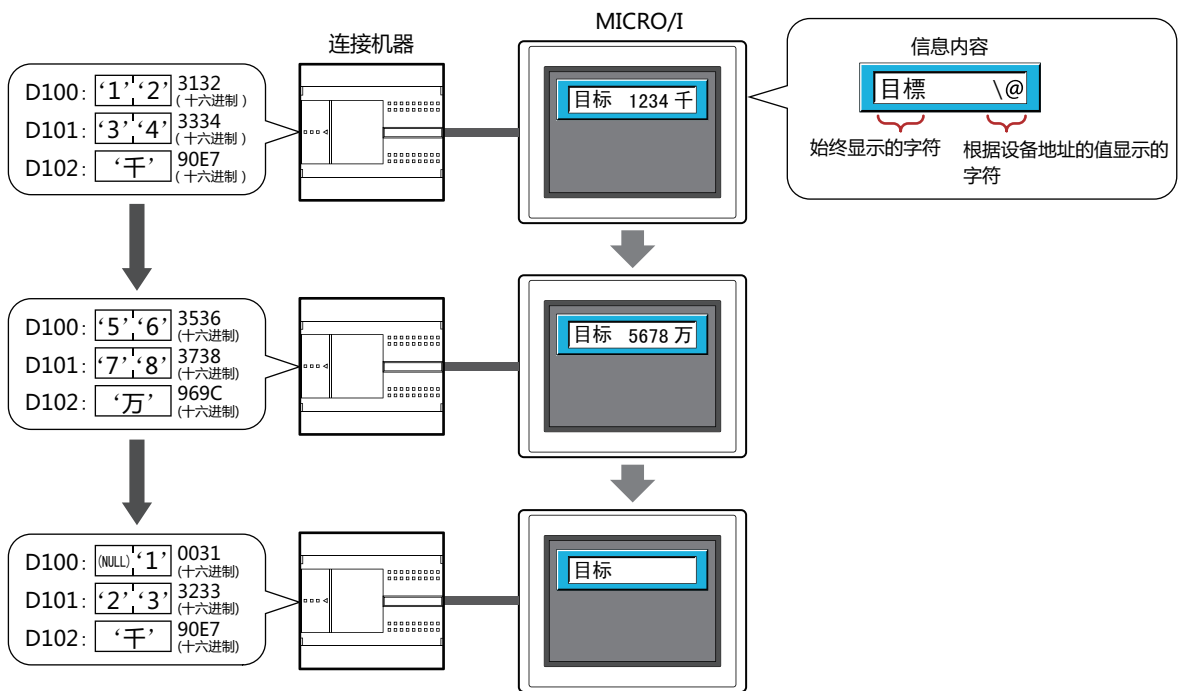 MICRO/I
连接机器
信息内容
目標 \@
始终显示的字符
根据设备地址的值显示的
字符
D100: ‘1’ ‘2’ 3132
(十六进制)
D101: ‘3’ ‘4’ 3334
(十六进制)
D102: ‘千’ 90E7
(十六进制)
目标 1234 千
D100: ‘5’ ‘6’ 3536
(十六进制)
D101: ‘7’ ‘8’ 3738
(十六进制)
D102: ‘万’ 969C
(十六进制)
目标 5678 万
D100: (NULL) ‘1’ 0031
(十六进制)
D101: ‘2’ ‘3’ 3233
(十六进制)
D102: ‘千’ 90E7
(十六进制)
目标